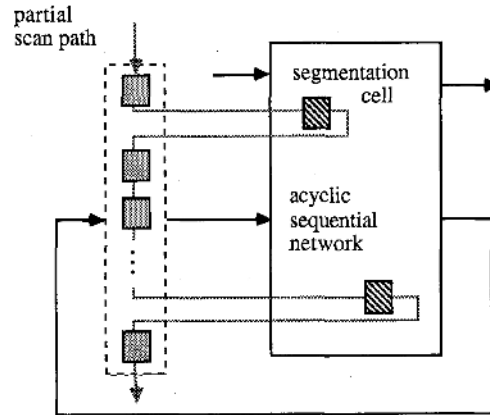 partial
scan path
segmentation
cell
acyclic
sequential
network